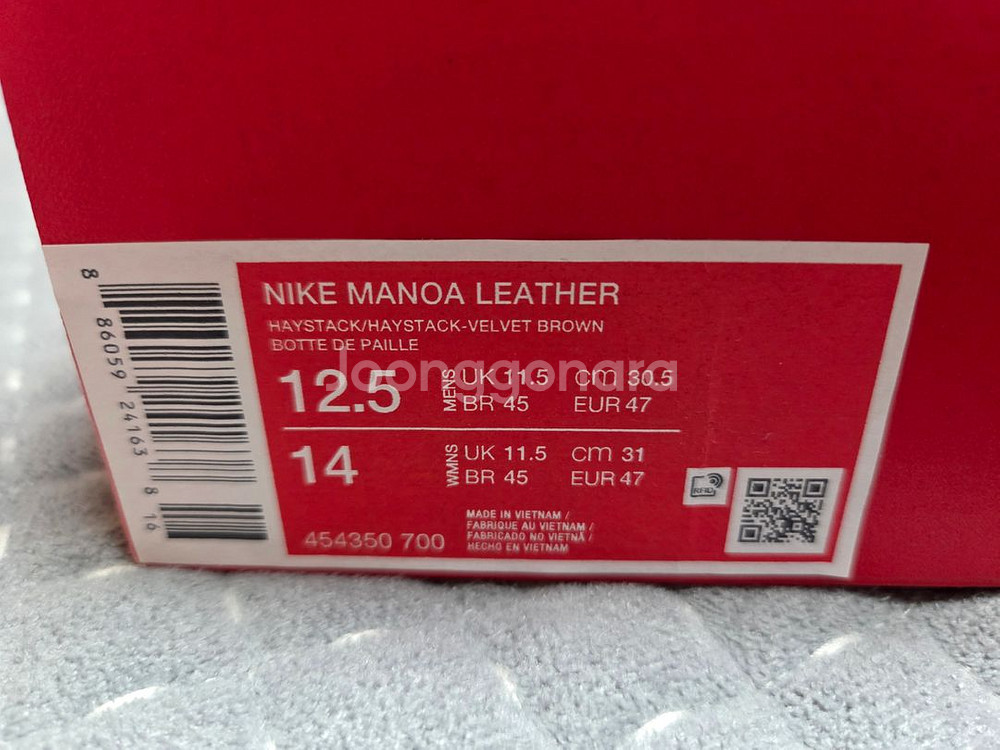 NIKE MANOA LEATHER
HAYSTACK/HAYSTACK-VELVET BROWN
BOTTE DE PAILLE
12.5
MENS
UK 11.5 cm 30.5
BR 45 EUR 47
14
WMNS
UK 11.5 cm 31
BR 45 EUR 47
454350 700
MADE IN VIETNAM /
FABRIQUE AU VIETNAM /
FABRICADO NO VIETNÃ /
HECHO EN VIETNAM
RFID
8 86059 24163 8 16
Joonggonara